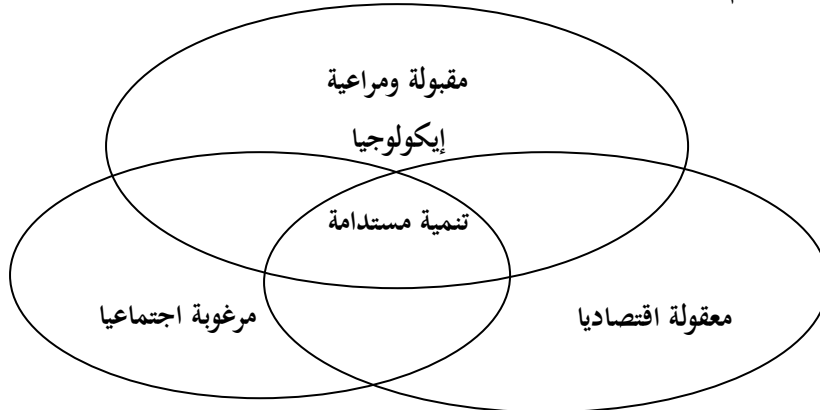 مقبولة ومراعية
إيكولوجيا
تنمية مستدامة
مرغوبة اجتماعيا
معقولة اقتصاديا